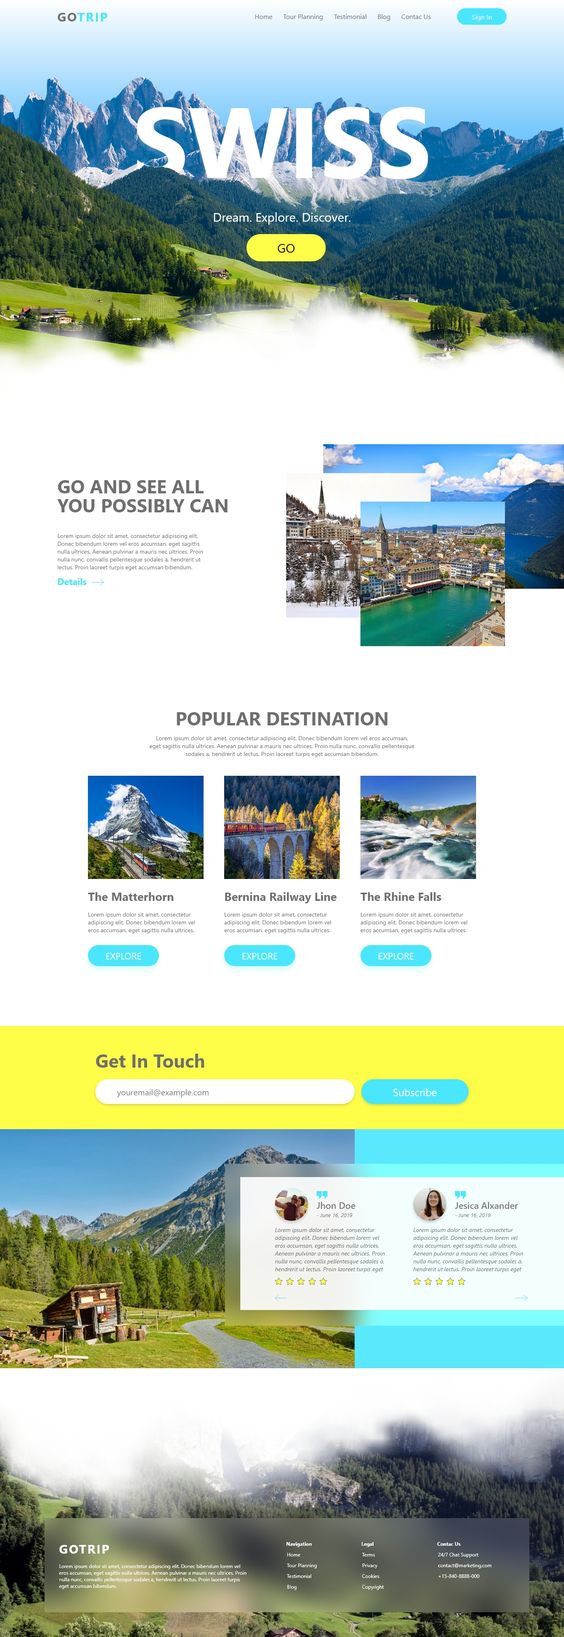 GOTRIP
Home Tour Planning Testimonial Blog Contac Us Sign In
SWISS
Dream. Explore. Discover.
GO
GO AND SEE ALL
YOU POSSIBLY CAN
Lorem ipsum dolor sit amet, consectetur adipiscing elit.
Donec bibendum lorem vel eros accumsan, eget sagittis
nulla ultrices. Aenean pulvinar a mauris nec ultrices. Proin
nulla nunc, convallis pellentesque sodales a, hendrerit ut
lectus. Proin laoreet turpis eget accumsan bibendum.
Details
POPULAR DESTINATION
Lorem ipsum dolor sit amet, consectetur adipiscing elit. Donec bibendum lorem vel eros accumsan,
eget sagittis nulla ultrices. Aenean pulvinar a mauris nec ultrices. Proin nulla nunc, convallis pellentesque
sodales a, hendrerit ut lectus. Proin laoreet turpis eget accumsan bibendum.
The Matterhorn
Lorem ipsum dolor sit amet, consectetur
adipiscing elit. Donec bibendum lorem vel
eros accumsan, eget sagittis nulla ultrices.
EXPLORE
Bernina Railway Line
Lorem ipsum dolor sit amet, consectetur
adipiscing elit. Donec bibendum lorem vel
eros accumsan, eget sagittis nulla ultrices.
EXPLORE
The Rhine Falls
Lorem ipsum dolor sit amet, consectetur
adipiscing elit. Donec bibendum lorem vel
eros accumsan, eget sagittis nulla ultrices.
EXPLORE
Get In Touch
youremail@example.com
Subscribe
Jhon Doe
- June 16, 2019
Lorem ipsum dolor sit amet, consectetur
adipiscing elit. Donec bibendum lorem vel
eros accumsan, eget sagittis nulla ultrices.
Aenean pulvinar a mauris nec ultrices. Proin
nulla nunc, convallis pellentesque sodales a,
hendrerit ut lectus. Proin laoreet turpis eget
Jesica Alxander
- June 16, 2019
Lorem ipsum dolor sit amet, consectetur
adipiscing elit. Donec bibendum lorem vel
eros accumsan, eget sagittis nulla ultrices.
Aenean pulvinar a mauris nec ultrices. Proin
nulla nunc, convallis pellentesque sodales a,
hendrerit ut lectus. Proin laoreet turpis eget
GOTRIP
Lorem ipsum dolor sit amet, consectetur adipiscing elit. Donec bibendum lorem vel
eros accumsan, eget sagittis nulla ultrices. Aenean pulvinar a mauris nec ultrices. Proin
nulla nunc, convallis pellentesque sodales a, hendrerit ut lectus. Proin laoreet turpis
eget accumsan bibendum.
Navigation
Home
Tour Planning
Testimonial
Blog
Legal
Terms
Privacy
Cookies
Copyright
Contac Us
24/7 Chat Support
contact@marketing.com
+15-840-8888-000